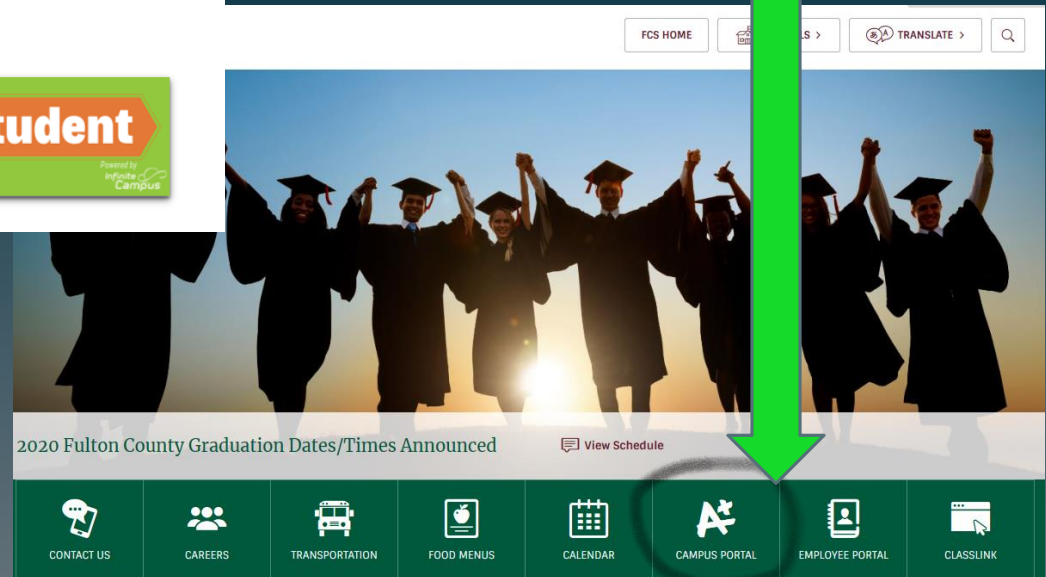 FCS HOME
LS >
TRANSLATE >
tudent
Powered by
Infinite
Campus
2020 Fulton County Graduation Dates/Times Announced
View Schedule
A+
CONTACT US
CAREERS
TRANSPORTATION
FOOD MENUS
CALENDAR
CAMPUS PORTAL
EMPLOYEE PORTAL
CLASSLINK